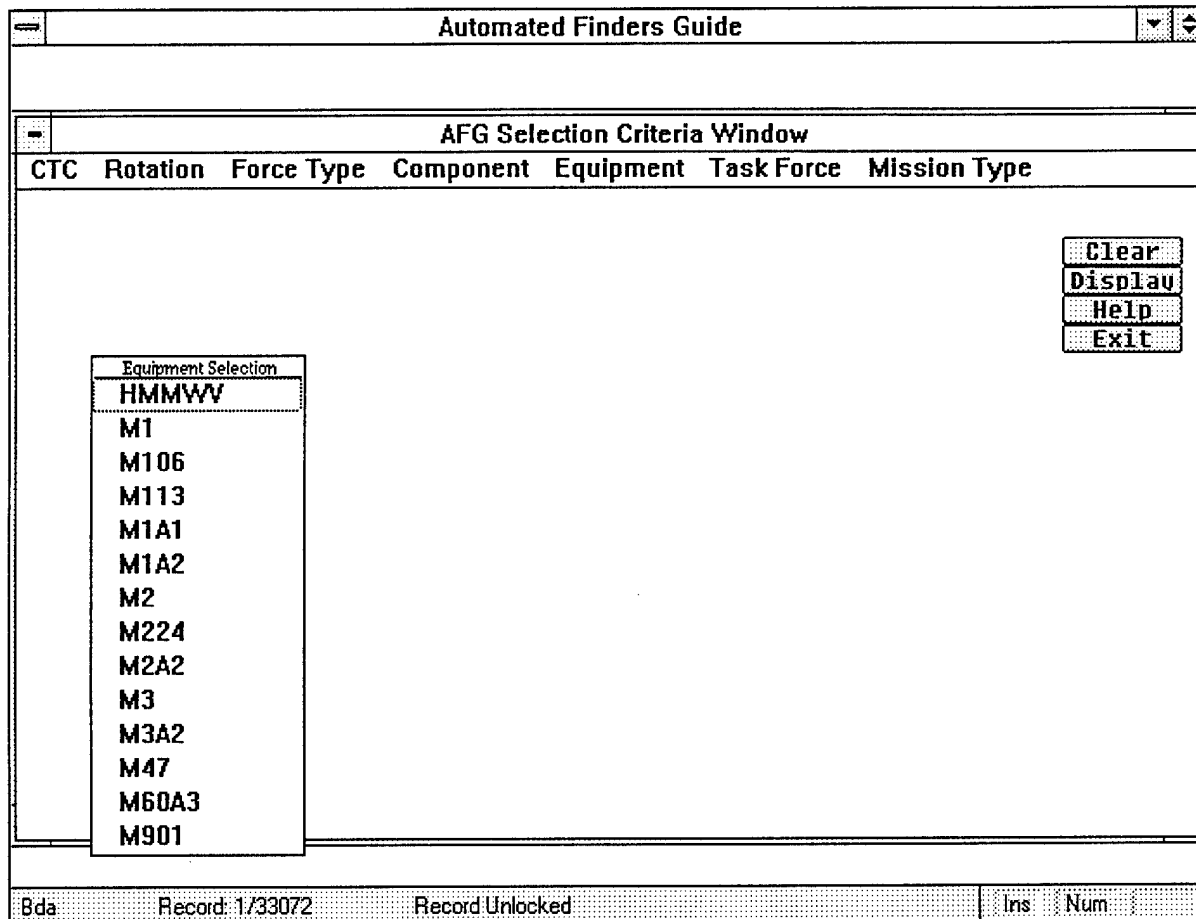 Automated Finders Guide
AFG Selection Criteria Window
CTC Rotation Force Type Component Equipment Task Force Mission Type
Clear
Display
Help
Exit
Equipment Selection
HMMWV
M1
M106
M113
M1A1
M1A2
M2
M224
M2A2
M3
M3A2
M47
M60A3
M901
Bda Record: 1/33072 Record Unlocked Ins Num